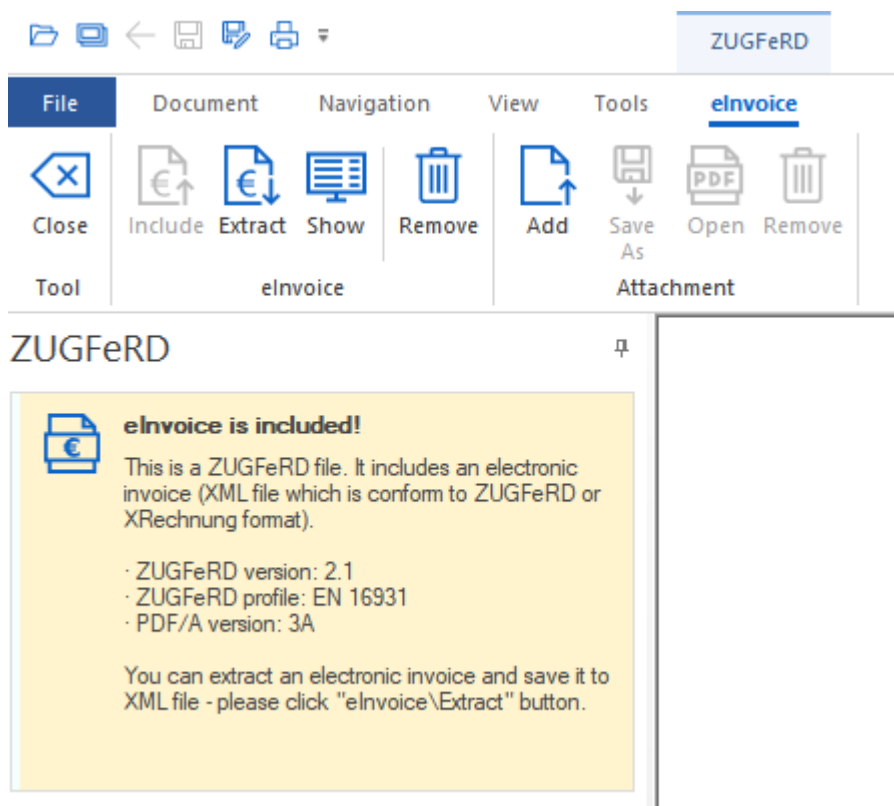 ZUGFeRD
File Document Navigation View Tools eInvoice
Close Include Extract Show Remove Add Save As Open Remove
PDF
Tool eInvoice Attachment
ZUGFeRD
eInvoice is included!
This is a ZUGFeRD file. It includes an electronic
invoice (XML file which is conform to ZUGFeRD or
XRechnung format).
· ZUGFeRD version: 2.1
· ZUGFeRD profile: EN 16931
· PDF/A version: 3A
You can extract an electronic invoice and save it to
XML file - please click "eInvoice\Extract" button.